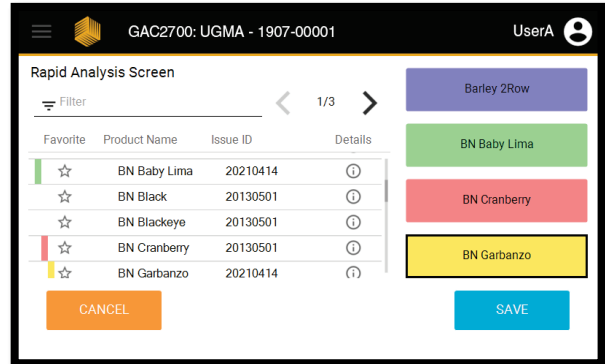 GAC2700: UGMA - 1907-00001
UserA
Rapid Analysis Screen
Filter
1/3
Favorite Product Name Issue ID Details
BN Baby Lima 20210414
BN Black 20130501
BN Blackeye 20130501
BN Cranberry 20130501
BN Garbanzo 20210414
Barley 2Row
BN Baby Lima
BN Cranberry
BN Garbanzo
CANCEL
SAVE